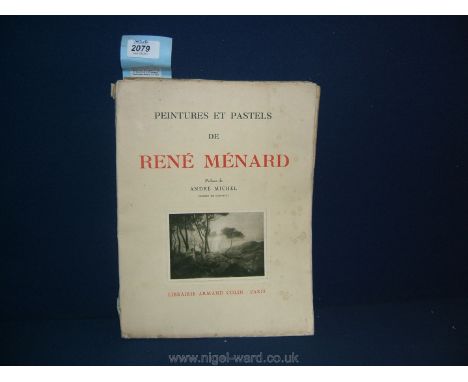 2079
PEINTURES ET PASTELS
DE
RENÉ MÉNARD
Préface de
ANDRÉ MICHEL
LIBRAIRIE ARMAND COLIN - PARIS
www.nigel-ward.co.uk